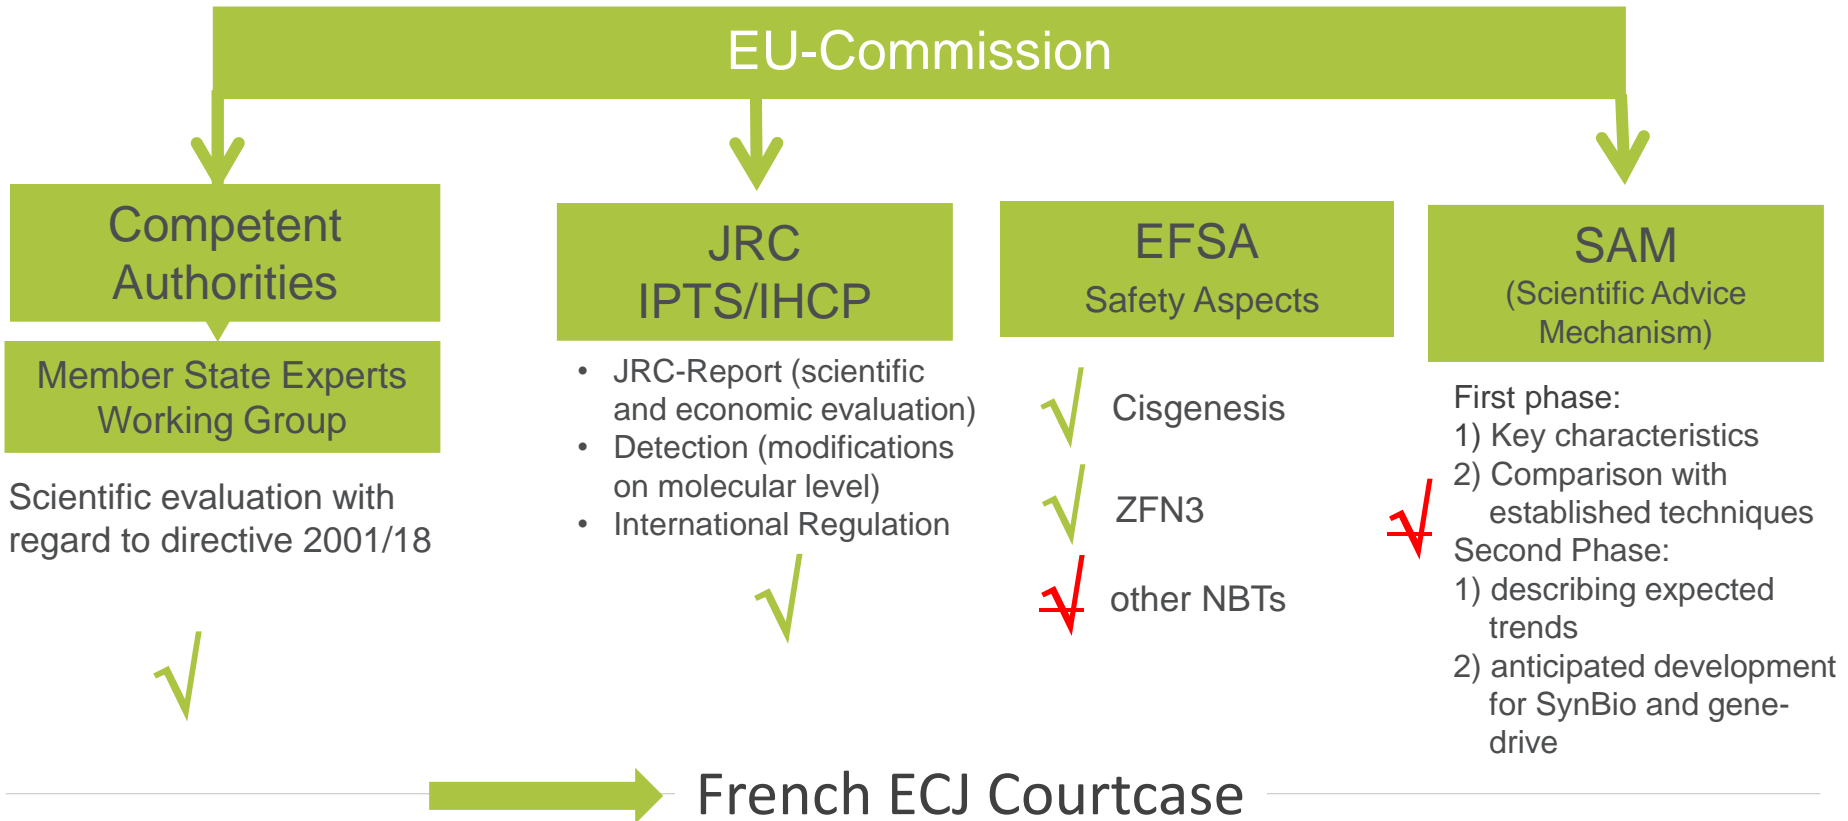 EU-Commission
Competent
Authorities
Member State Experts
Working Group
Scientific evaluation with
regard to directive 2001/18
√
JRC
IPTS/IHCP
• JRC-Report (scientific
and economic evaluation)
• Detection (modifications
on molecular level)
• International Regulation
√
EFSA
Safety Aspects
√ Cisgenesis
√ ZFN3
√ other NBTs
SAM
(Scientific Advice
Mechanism)
First phase:
1) Key characteristics
2) Comparison with
established techniques
√
Second Phase:
1) describing expected
trends
2) anticipated development
for SynBio and gene-
drive
French ECJ Courtcase